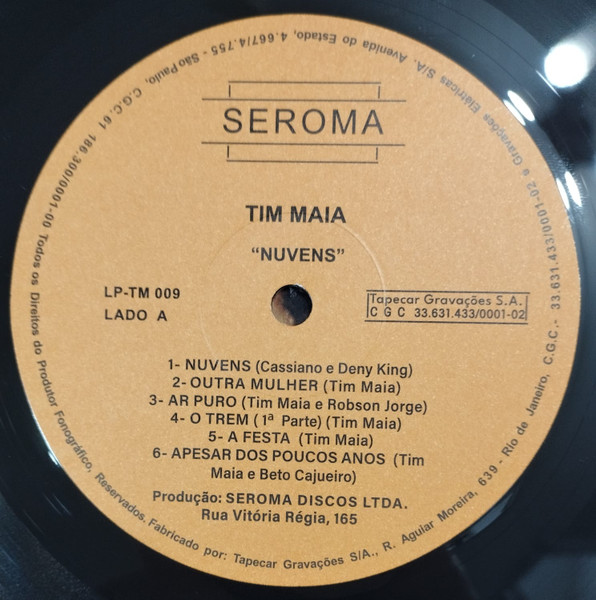 SEROMA
TIM MAIA
“NUVENS”
LP-TM 009
LADO A
Tapecar Gravações S.A.
C G C 33.631.433/0001-02
1- NUVENS (Cassiano e Deny King)
2- OUTRA MULHER (Tim Maia)
3- AR PURO (Tim Maia e Robson Jorge)
4- O TREM ( 1ª Parte) (Tim Maia)
5- A FESTA (Tim Maia)
6- APESAR DOS POUCOS ANOS (Tim
Maia e Beto Cajueiro)
Produção: SEROMA DISCOS LTDA.
Rua Vitória Régia, 165
Todos os Direitos do Produtor Fonográfico, Reservados, Fabricado por: Tapecar Gravações S/A., R. Aguiar Moreira, 639 - Rio de Janeiro, C.G.C.- 33.631.433/0001-02 e Gravações Elétricas S/A. Avenida do Estado, 4.667/4.755 - São Paulo, C.G.C. 61 186.300/0001-00